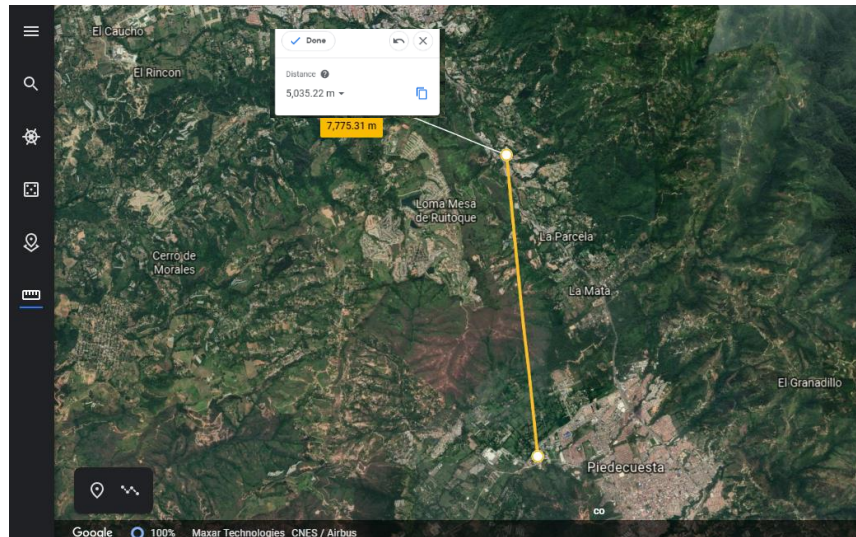 El Caucho
Done
El Rincon
Distance
5,035.22 m
7,775.31 m
Loma Mesa
de Ruitoque
La Parcela
Cerro de
Morales
La Mata
El Granadillo
Piedecuesta
co
Google 100% Maxar Technologies CNES / Airbus